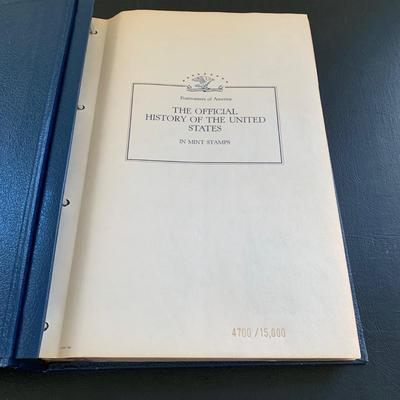 Postmasters of America
THE OFFICIAL
HISTORY OF THE UNITED
STATES
IN MINT STAMPS
4700/15,000